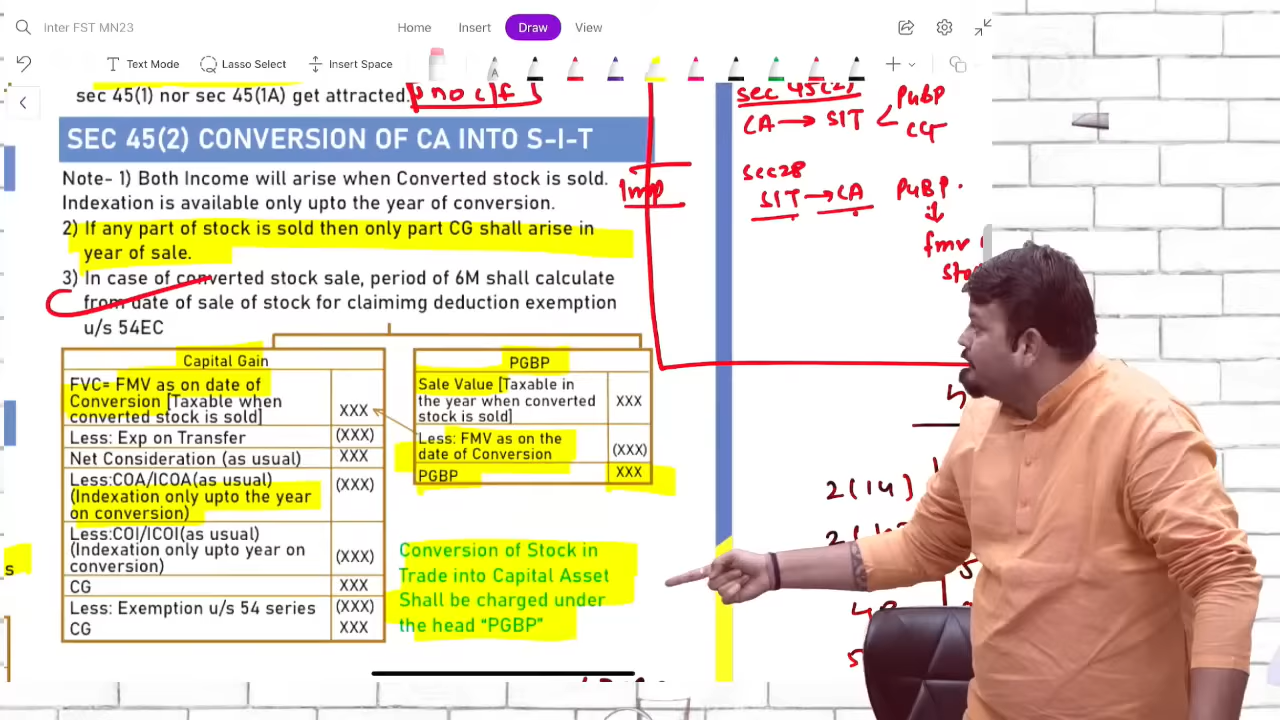 inter FST MN23
Home
Insert
Draw
View
Text Mode
Lasso Select
Insert Space
sec 45(1) nor sec 45(1A) get attracted.
no c/f
SEC 45(2) CONVERSION OF CA INTO S-I-T
Note- 1) Both Income will arise when Converted stock is sold.
Indexation is available only upto the year of conversion.
2) If any part of stock is sold then only part CG shall arise in
year of sale.
3) In case of converted stock sale, period of 6M shall calculate
from date of sale of stock for claimimg deduction exemption
u/s 54EC
Capital Gain
FVC= FMV as on date of
Conversion [Taxable when
converted stock is sold]
XXX
Less: Exp on Transfer
(XXX)
Net Consideration (as usual)
XXX
Less:COA/ICOA(as usual)
(Indexation only upto the year
on conversion)
(XXX)
Less:COI/ICOI(as usual)
(Indexation only upto year on
conversion)
(XXX)
CG
XXX
Less: Exemption u/s 54 series
(XXX)
CG
XXX
PGBP
Sale Value [Taxable in
the year when converted
stock is sold]
XXX
Less: FMV as on the
date of Conversion
(XXX)
PGBP
XXX
Conversion of Stock in
Trade into Capital Asset
Shall be charged under
the head “PGBP”
Imp
sec 45(2)
CA → SIT < PGBP
CG
sec 28
SIT → CA PGBP.
fmv
2(14)
s